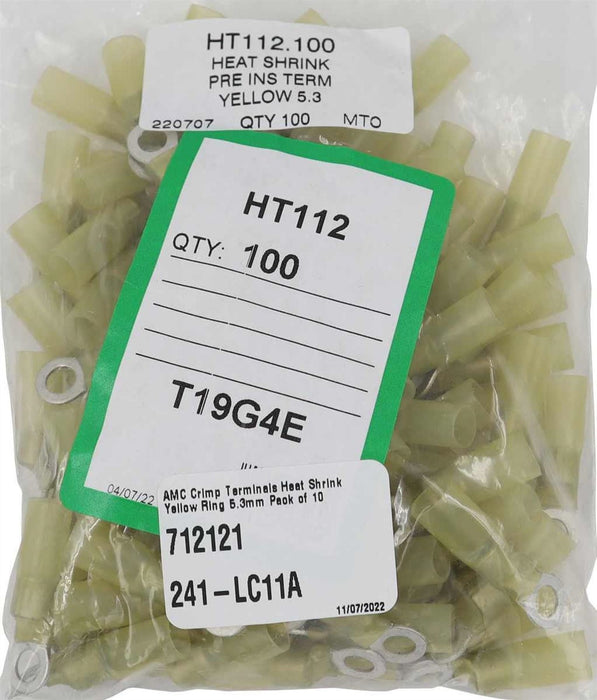 HT112.100
HEAT SHRINK
PRE INS TERM
YELLOW 5.3
220707 QTY 100 MTO
HT112
QTY: 100
T19G4E
04/07/22
AMC Crimp Terminals Heat Shrink
Yellow Ring 5.3mm Pack of 10
712121
241-LC11A
11/07/2022